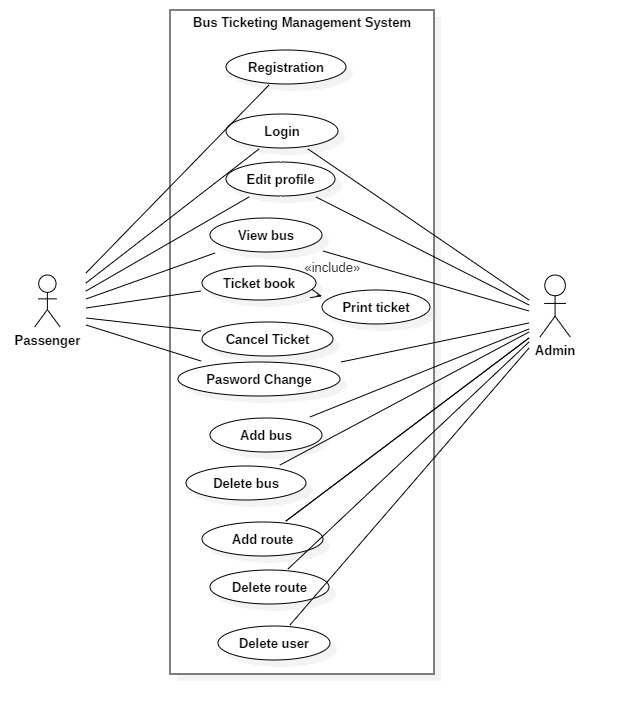 Bus Ticketing Management System
Registration
Login
Edit profile
View bus
«include»
Ticket book
Print ticket
Passenger
Admin
Cancel Ticket
Pasword Change
Add bus
Delete bus
Add route
Delete route
Delete user